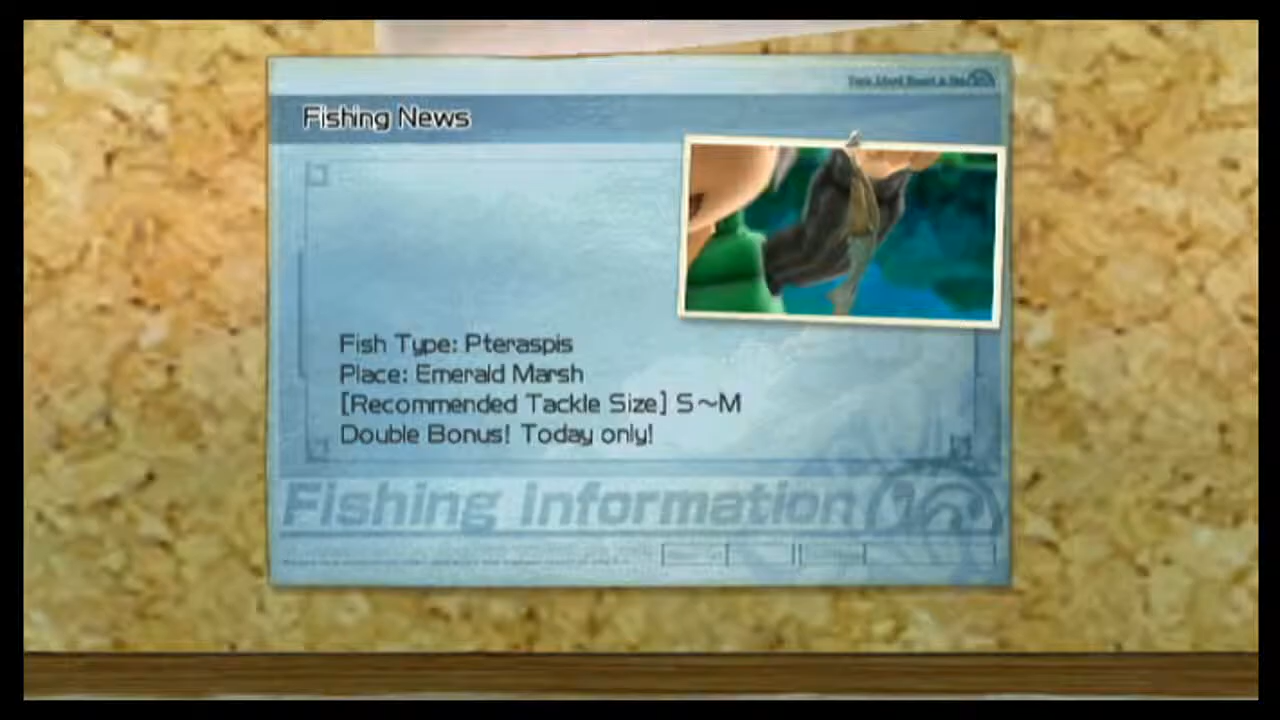 Fishing News
Fish Type: Pteraspis
Place: Emerald Marsh
[Recommended Tackle Size] S~M
Double Bonus! Today only!
Fishing Information